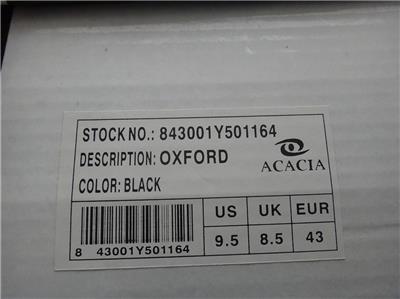 STOCK NO.: 843001Y501164
DESCRIPTION: OXFORD
ACACIA
COLOR: BLACK
US UK EUR
9.5 8.5 43
8 43001Y501164